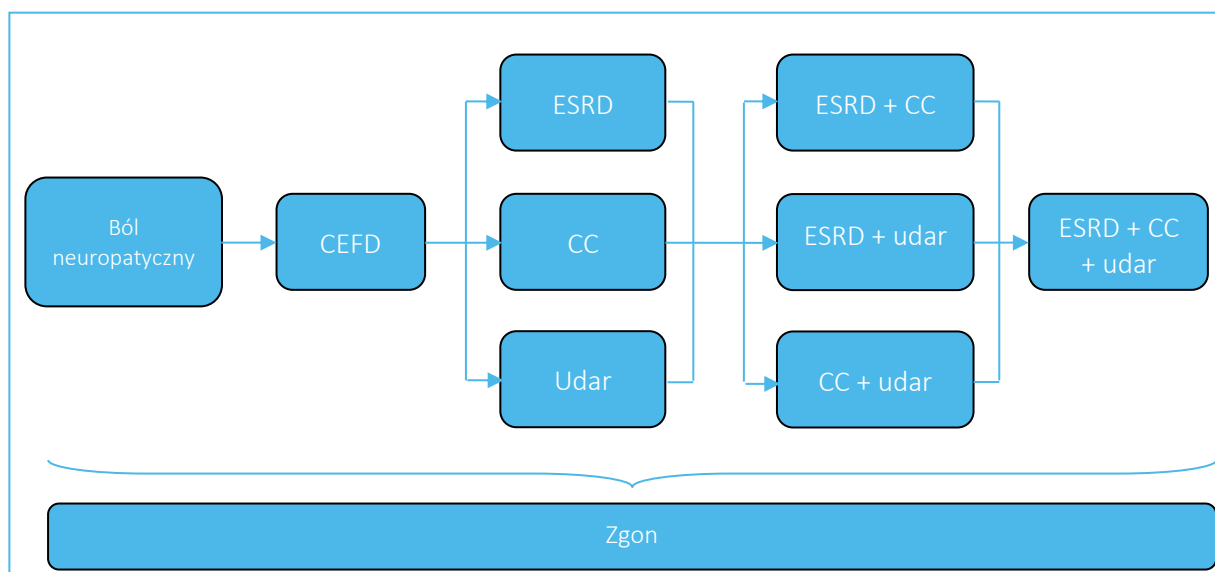 Ból
neuropatyczny
CEFD
ESRD
CC
Udar
ESRD + CC
ESRD + udar
CC + udar
ESRD + CC
+ udar
Zgon